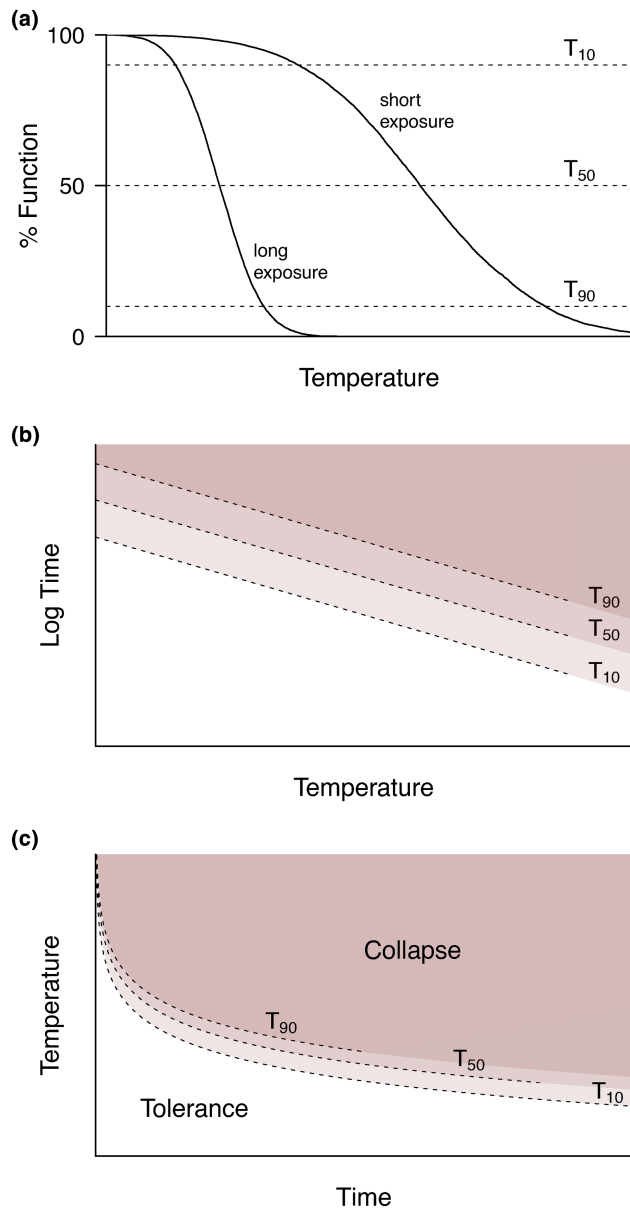 (a)
100
T10
short
exposure
50
T50
% Function
long
exposure
T90
0
Temperature
(b)
Log Time
T90
T50
T10
Temperature
(c)
Collapse
Temperature
T90
T50
T10
Tolerance
Time